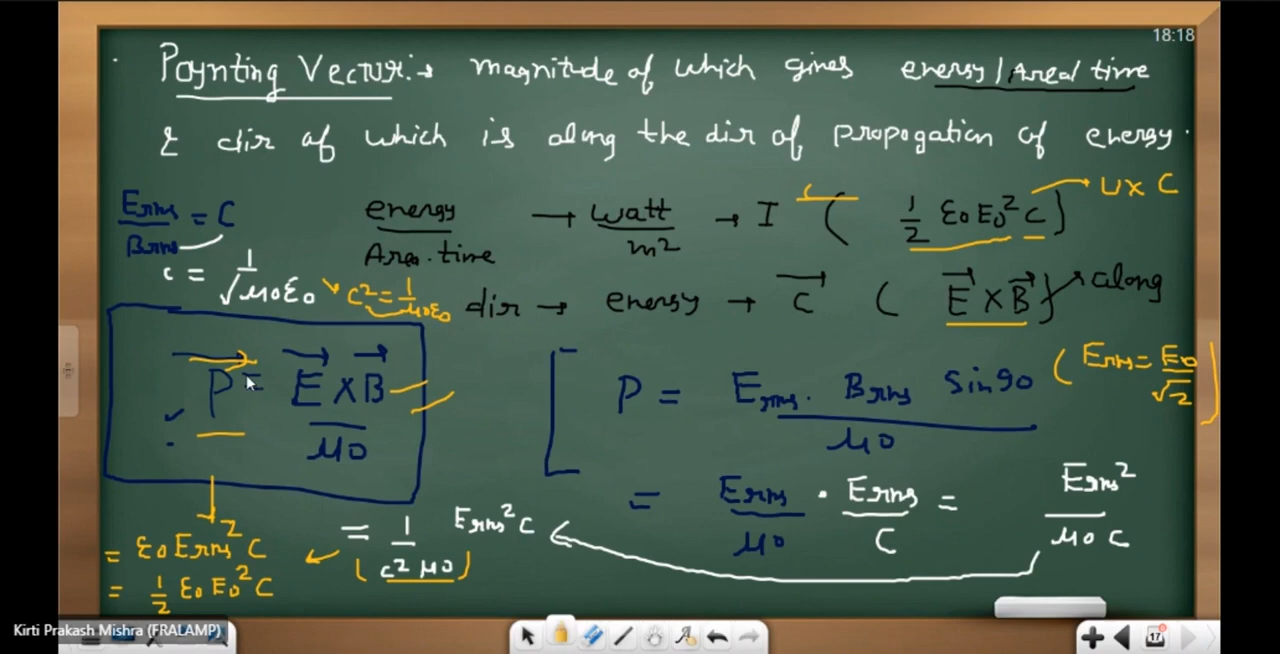 18:18
Poynting Vector :→ magnitude of which gives energy/Area/time
& dir of which is along the dir of propogation of energy.
Erms/Brms = C
energy/Area.time → watt/m² → I ( ½ ε0 E0² C ) → U x C
c = 1/√μ0ε0
c² = 1/μ0ε0
dir → energy → C⃗ ( E⃗ X B⃗ } → along
P⃗ = E⃗ X B⃗ / μ0
P = Erms . Brms sin90 / μ0
( Erms = E0/√2 )
= Erms/μ0 . Erms/C = Erms²/μ0 C
= 1/(c² μ0) Erms² C
= ε0 Erms² C
= ½ ε0 E0² C
Kirti Prakash Mishra (FRALAMP)
17